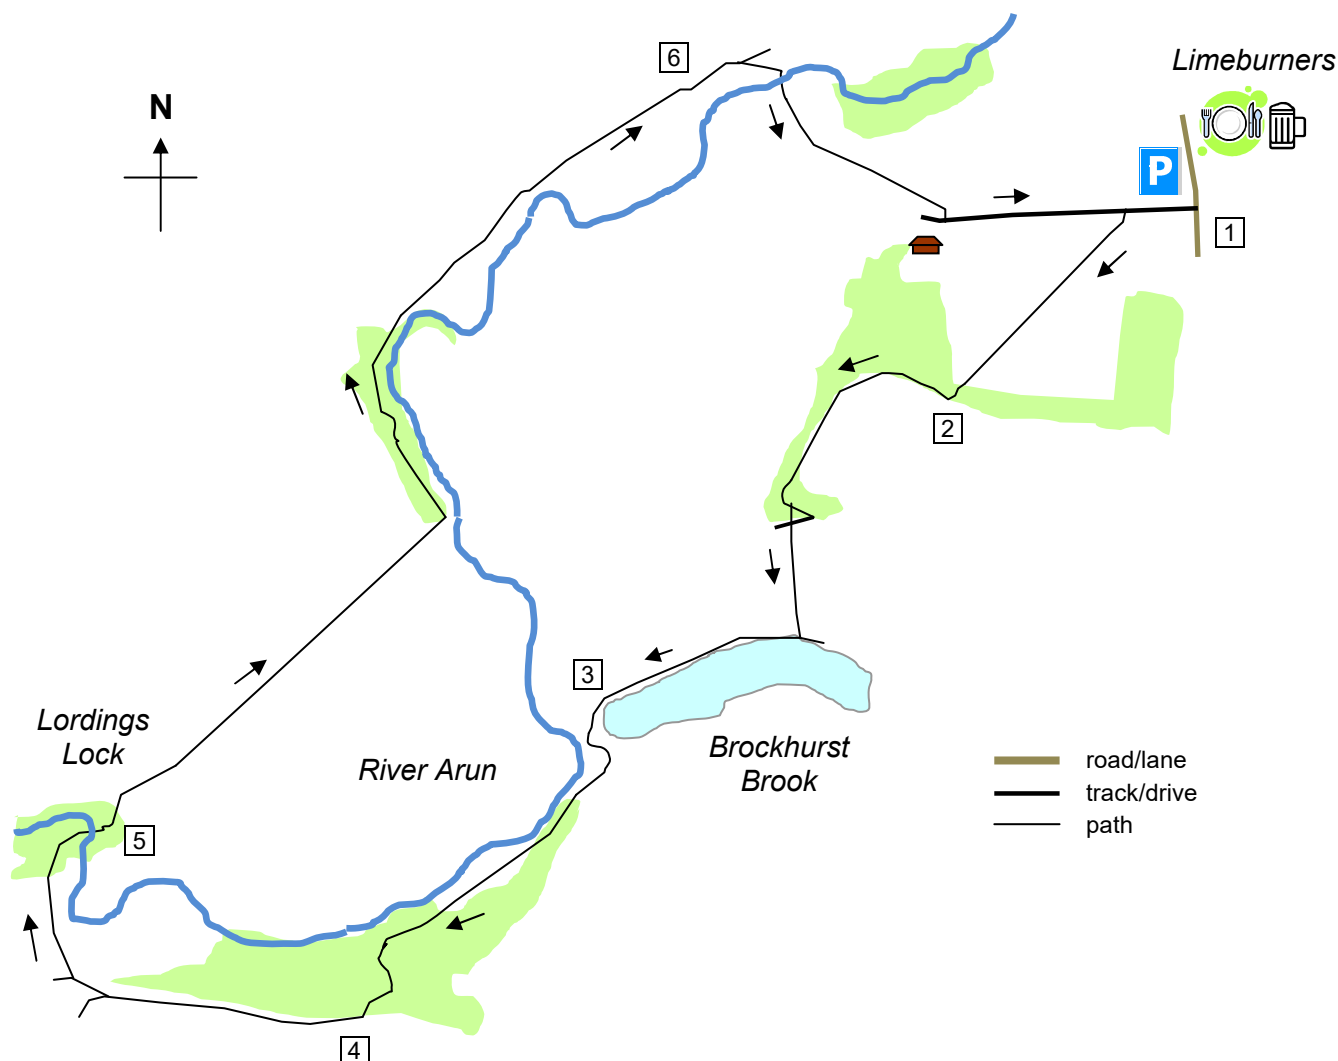 6
Limeburners
N
P
1
2
3
Lordings
Lock
River Arun
Brockhurst
Brook
road/lane
track/drive
path
5
4